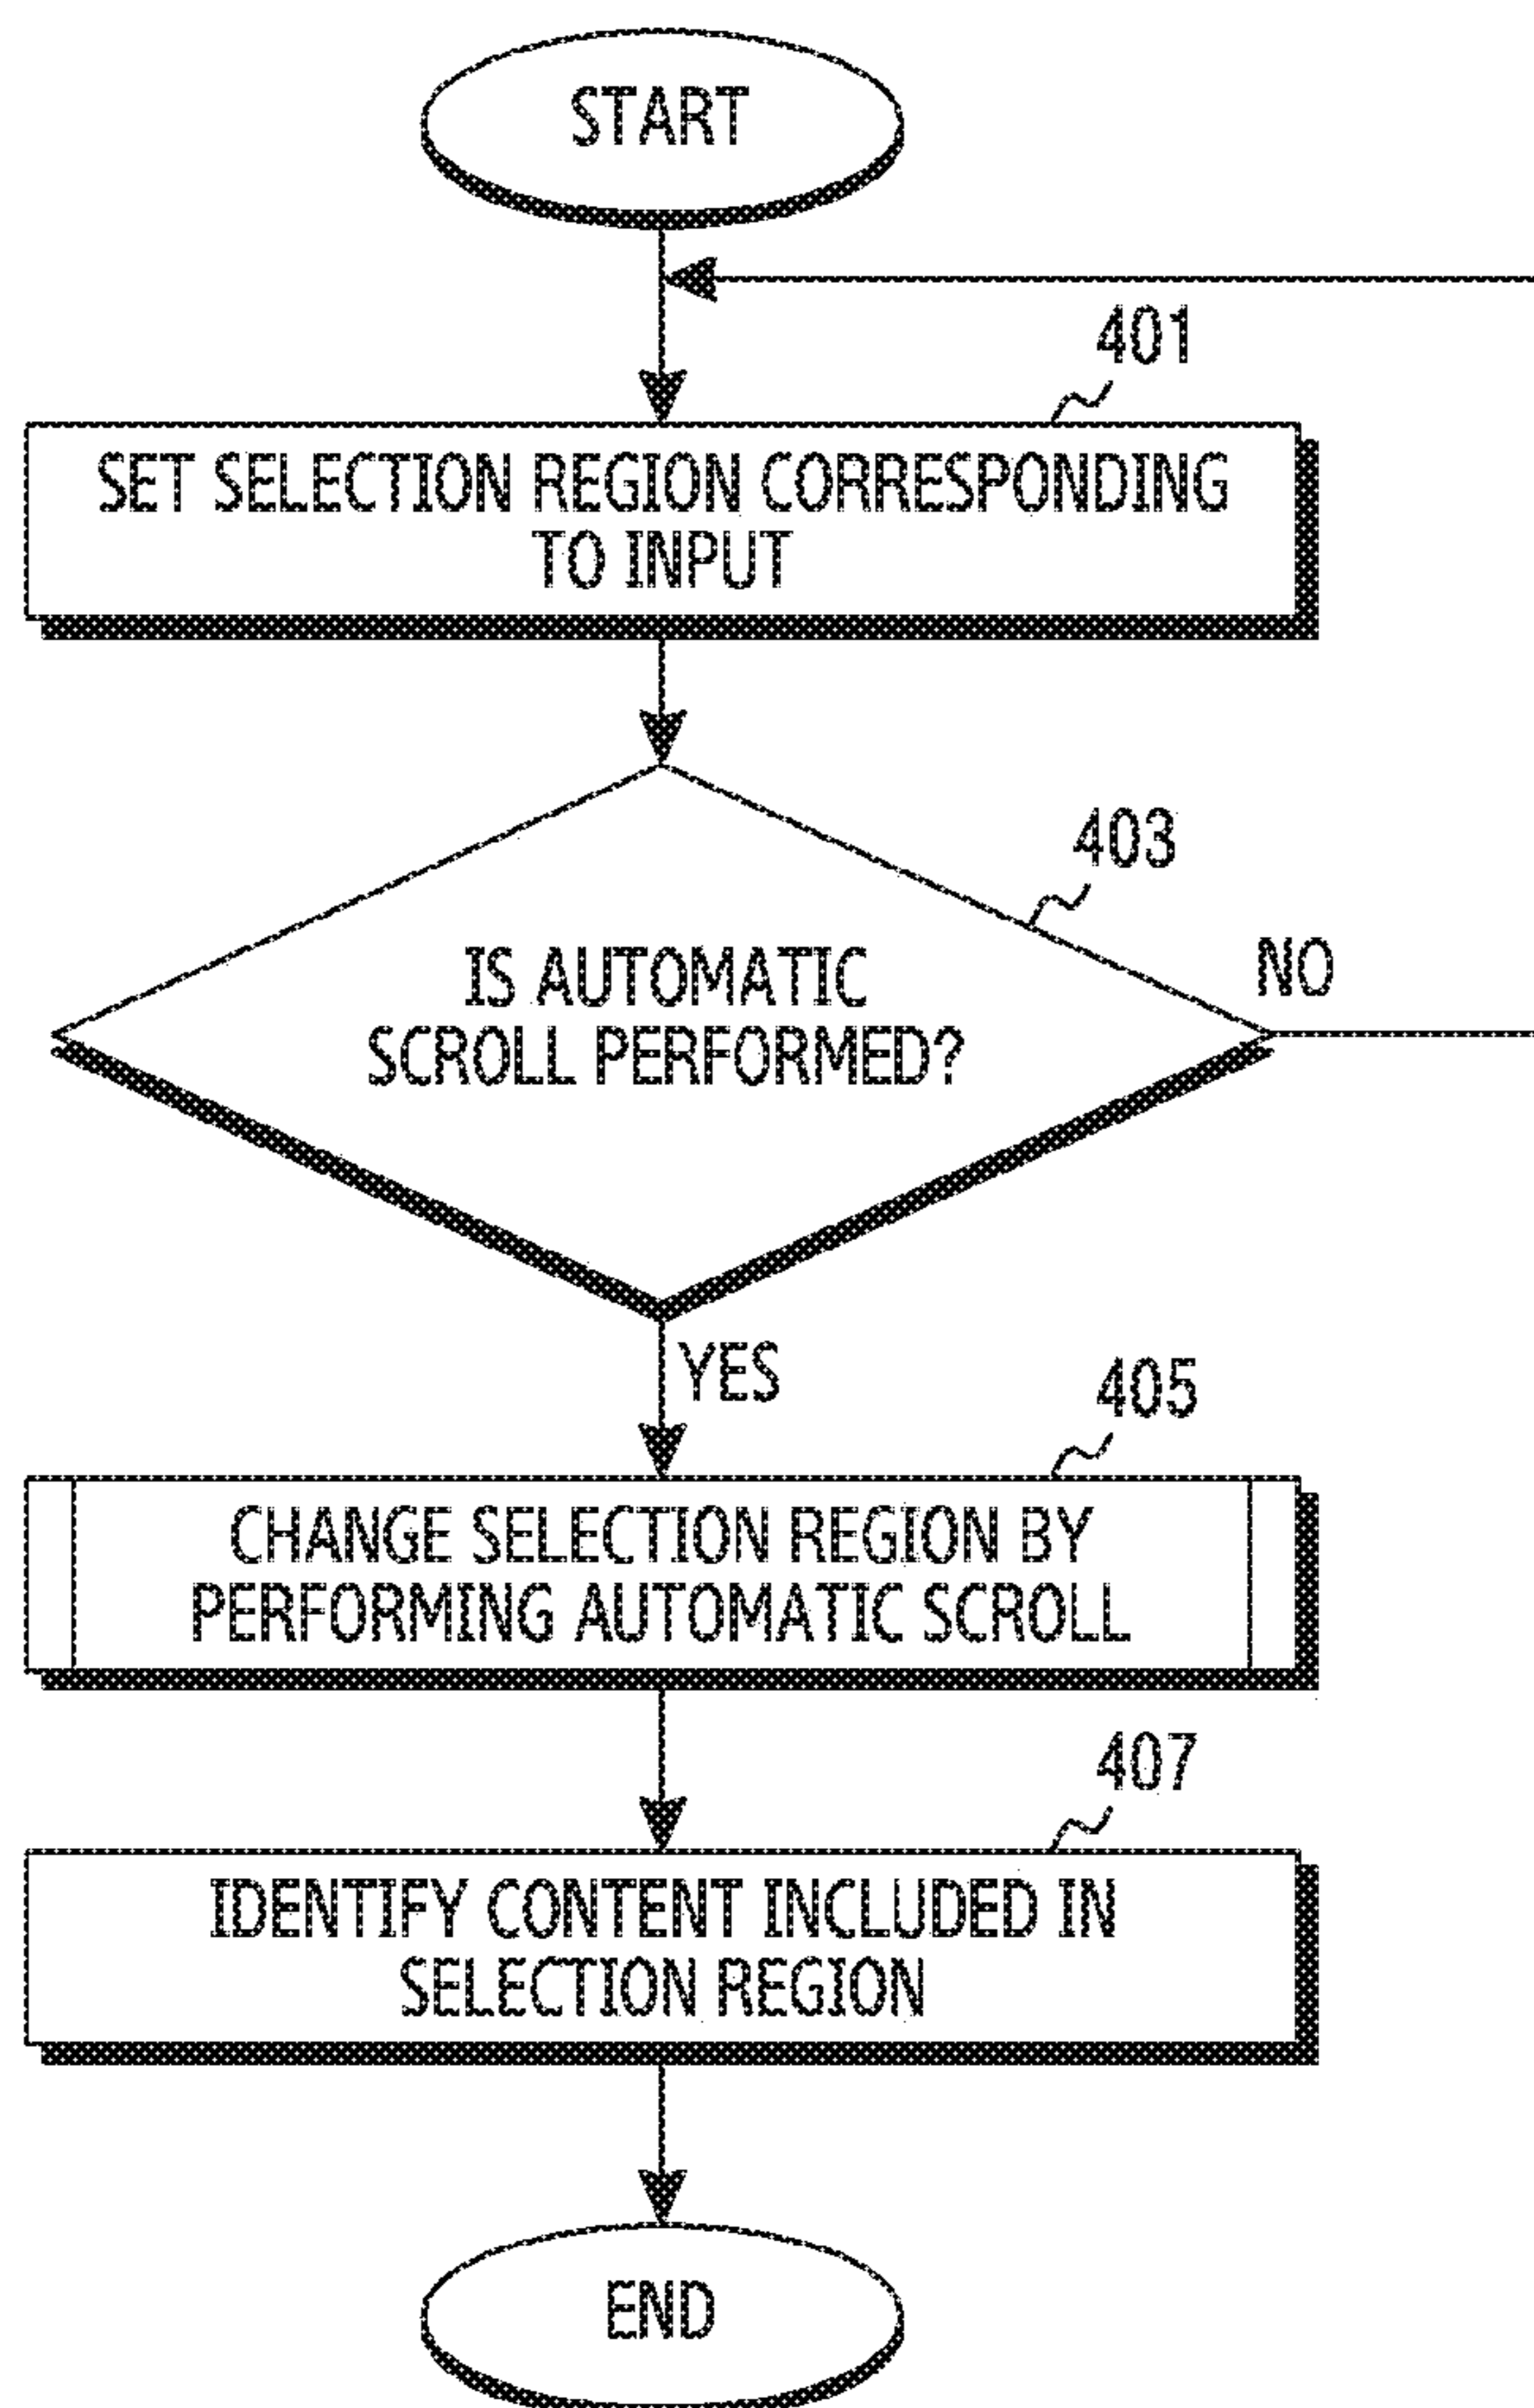 START
401
SET SELECTION REGION CORRESPONDING
TO INPUT
403
IS AUTOMATIC
SCROLL PERFORMED?
NO
YES
405
CHANGE SELECTION REGION BY
PERFORMING AUTOMATIC SCROLL
407
IDENTIFY CONTENT INCLUDED IN
SELECTION REGION
END